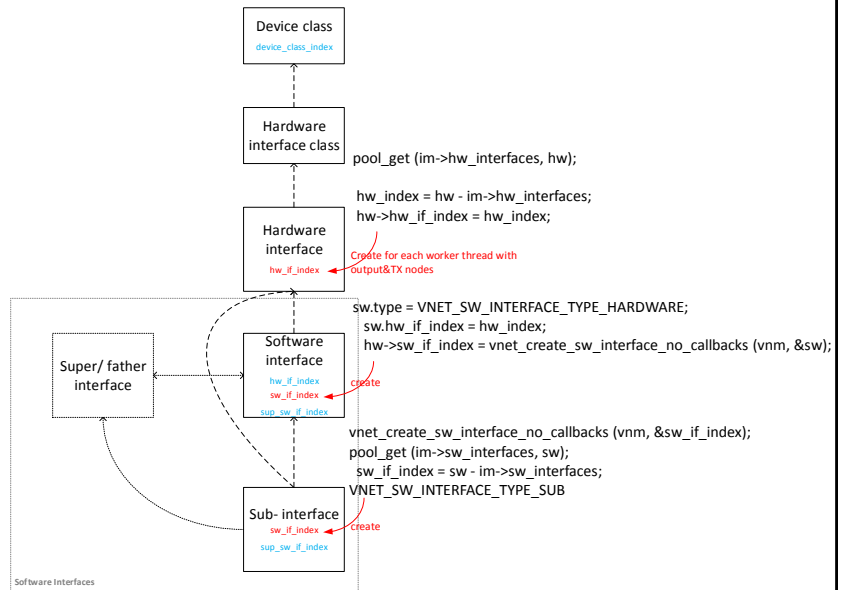 Device class
device_class_index
Hardware
interface class
pool_get (im->hw_interfaces, hw);
hw_index = hw - im->hw_interfaces;
hw->hw_if_index = hw_index;
Hardware
interface
hw_if_index
Create for each worker thread with
output&TX nodes
sw.type = VNET_SW_INTERFACE_TYPE_HARDWARE;
sw.hw_if_index = hw_index;
hw->sw_if_index = vnet_create_sw_interface_no_callbacks (vnm, &sw);
Super/ father
interface
Software
interface
hw_if_index
sw_if_index
sup_sw_if_index
create
vnet_create_sw_interface_no_callbacks (vnm, &sw_if_index);
pool_get (im->sw_interfaces, sw);
sw_if_index = sw - im->sw_interfaces;
VNET_SW_INTERFACE_TYPE_SUB
Sub- interface
sw_if_index
sup_sw_if_index
create
Software Interfaces